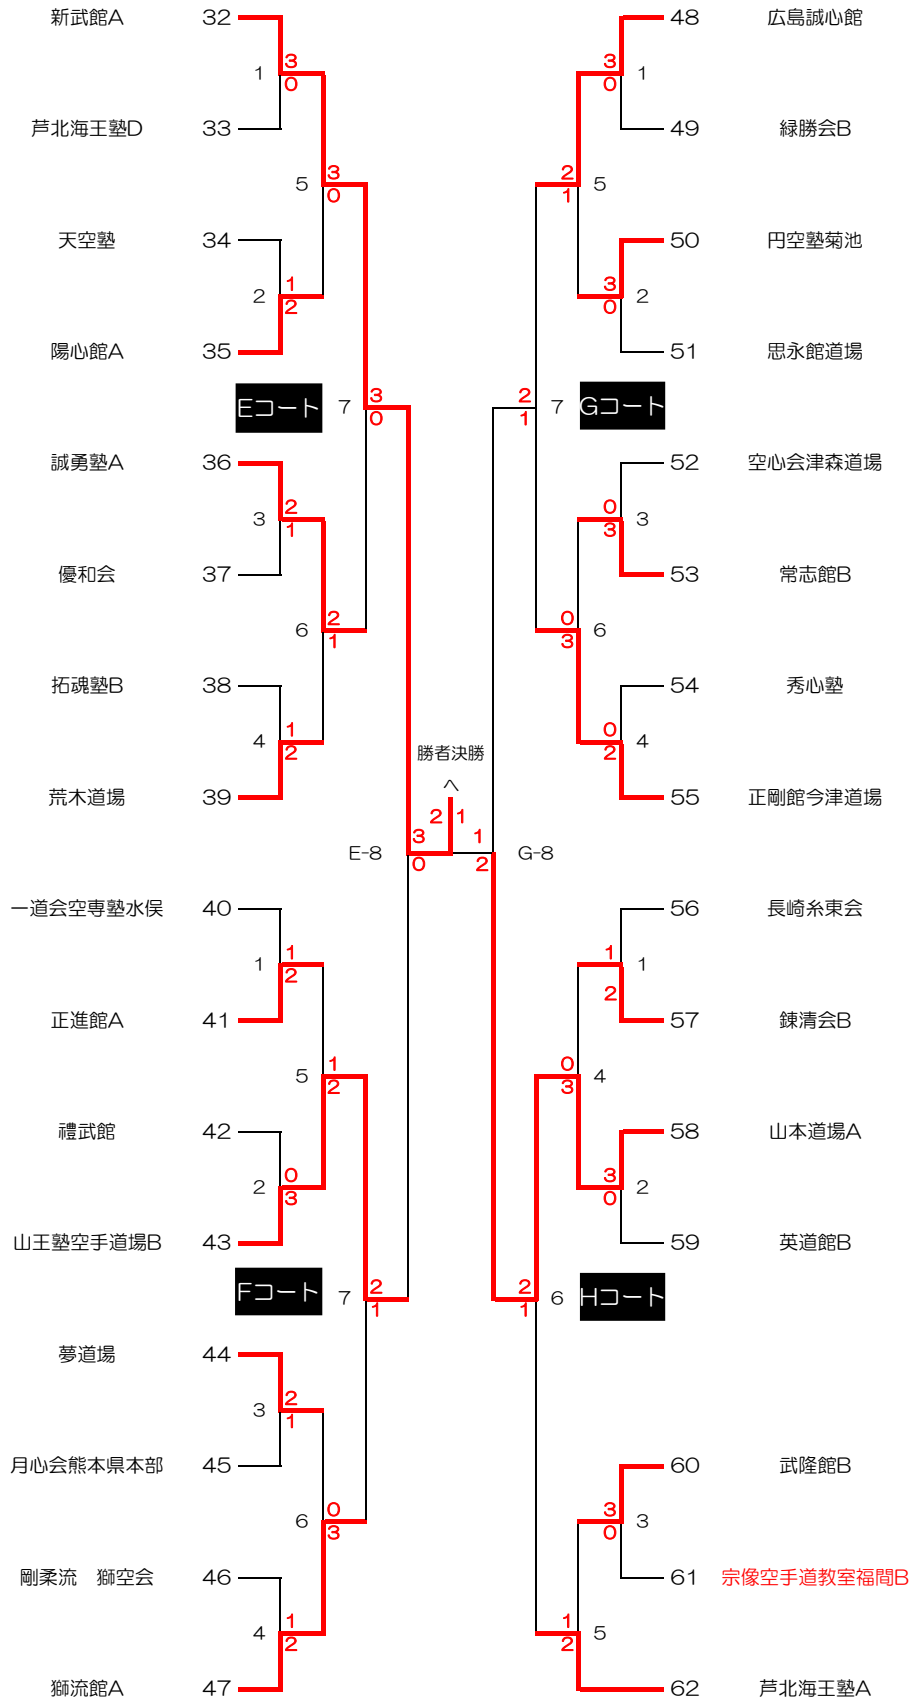 新武館A 32
1 3 0
芦北海王塾D 33
5 3 0
天空塾 34
2 1 2
陽心館A 35
Eコート 7 3 0
誠勇塾A 36
3 2 1
優和会 37
6 2 1
拓魂塾B 38
4 1 2
荒木道場 39
勝者決勝
へ
2 1
E-8 3 0
1 2 G-8
一道会空専塾水俣 40
1 1 2
正進館A 41
5 1 2
禮武館 42
2 0 3
山王塾空手道場B 43
Fコート 7 2 1
夢道場 44
3 2 1
月心会熊本県本部 45
6 0 3
剛柔流 獅空会 46
4 1 2
獅流館A 47
48 広島誠心館
3 0 1
49 緑勝会B
2 1 5
50 円空塾菊池
3 0 2
51 思永館道場
2 1 7 Gコート
52 空心会津森道場
0 3 3
53 常志館B
0 3 6
54 秀心塾
0 2 4
55 正剛館今津道場
56 長崎糸東会
1 2 1
57 錬清会B
0 3 4
58 山本道場A
3 0 2
59 英道館B
2 1 6 Hコート
60 武隆館B
3 0 3
61 宗像空手道教室福間B
1 2 5
62 芦北海王塾A